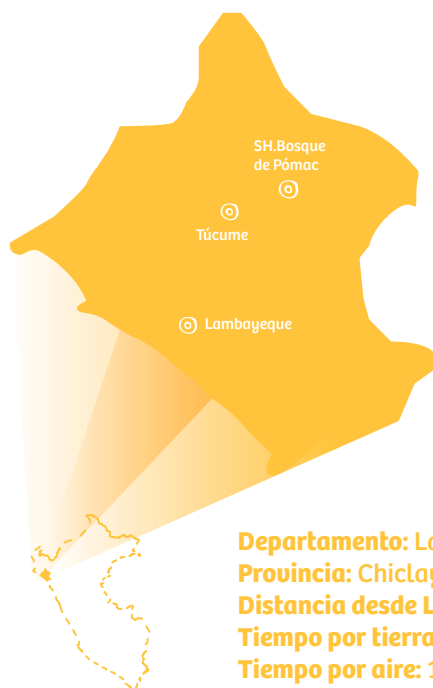 SH.Bosque
de Pómac
Túcume
Lambayeque
Departamento:
Provincia:
Distancia desde
Tiempo por tierra
Tiempo por aire: